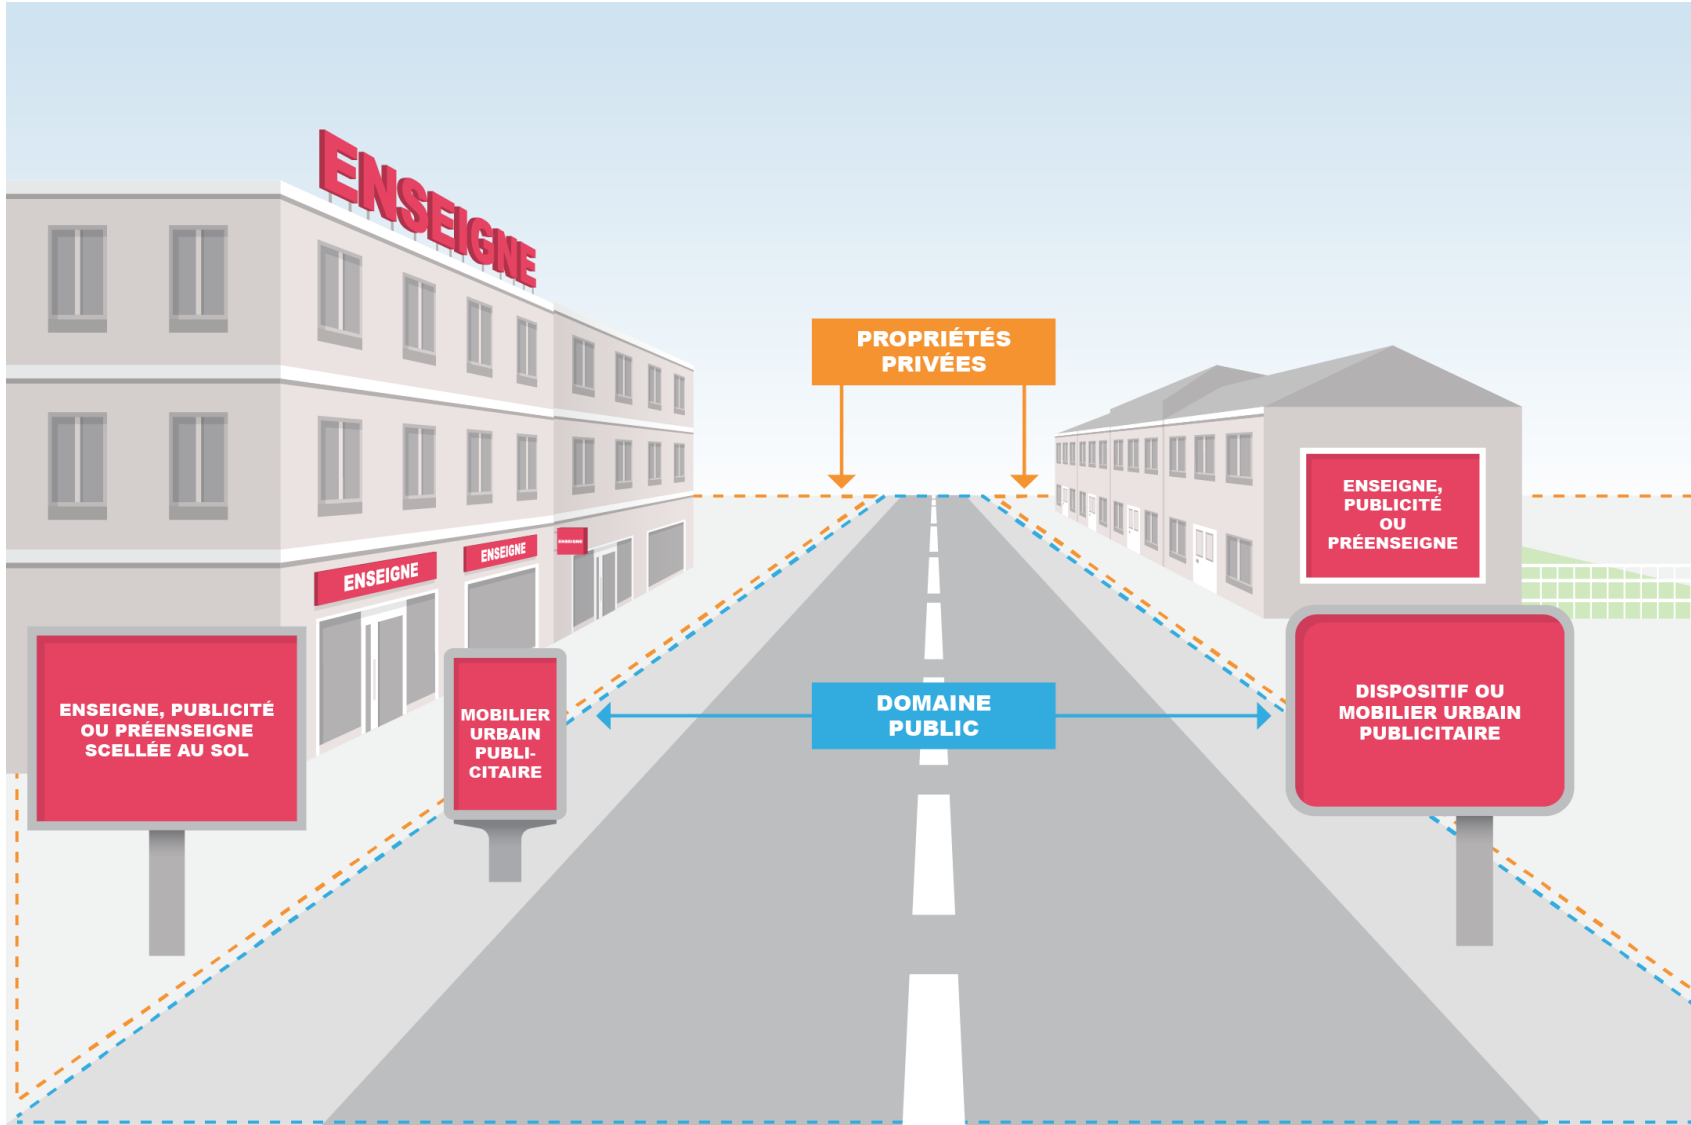 ENSEIGNE
PROPRIÉTÉS
PRIVÉES
ENSEIGNE,
PUBLICITÉ
OU
PRÉENSEIGNE
ENSEIGNE
ENSEIGNE
ENSEIGNE
ENSEIGNE, PUBLICITÉ
OU PRÉENSEIGNE
SCELLÉE AU SOL
MOBILIER
URBAIN
PUBLI-
CITAIRE
DOMAINE
PUBLIC
DISPOSITIF OU
MOBILIER URBAIN
PUBLICITAIRE